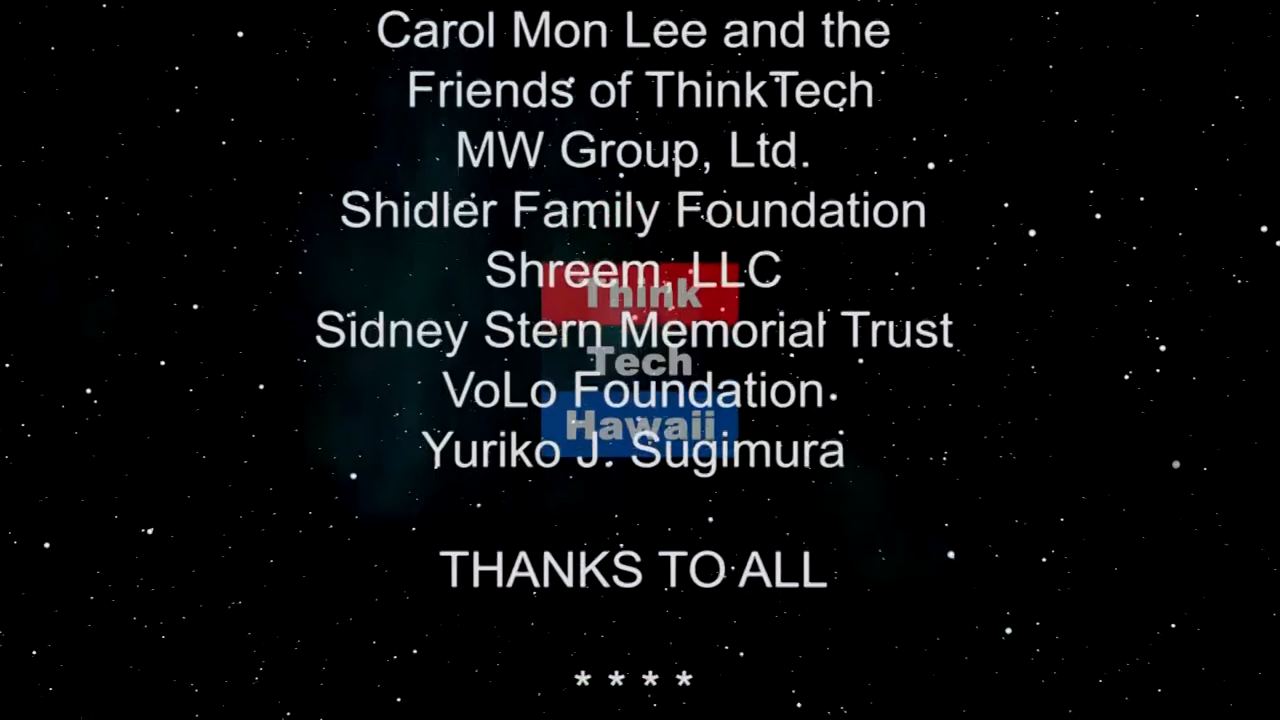 Carol Mon Lee and the
Friends of ThinkTech
MW Group, Ltd.
Shidler Family Foundation
Shreem, LLC
Think
Sidney Stern Memorial Trust
Tech
VoLo Foundation
Hawaii
Yuriko J. Sugimura
THANKS TO ALL
* * * *